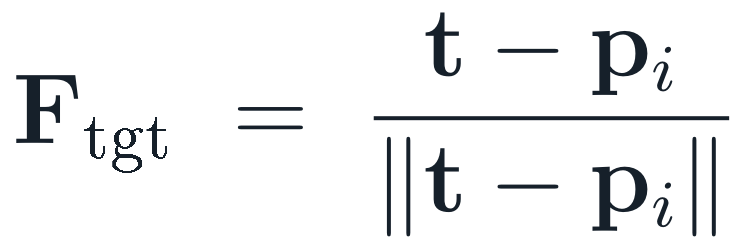 𝐅_tgt = (𝐭 − 𝐩_i) / ‖𝐭 − 𝐩_i‖